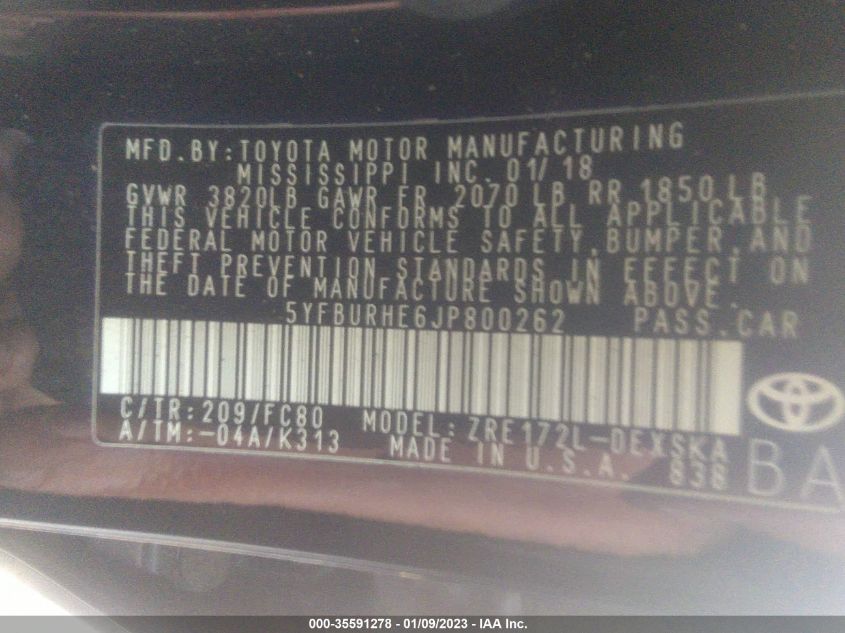 MFD.BY:TOYOTA MOTOR MANUFACTURING
MISSISSIPPI INC. 01/18
GVWR 3820LB GAWR FR 2070 LB RR 1850LB
THIS VEHICLE CONFORMS TO ALL APPLICABLE
FEDERAL MOTOR VEHICLE SAFETY,BUMPER,AND
THEFT PREVENTION STANDARDS IN EFFECT ON
THE DATE OF MANUFACTURE SHOWN ABOVE.
5YFBURHE6JP800262 PASS.CAR
C/TR:209/FC80 MODEL:ZRE172L-DEXSKA
A/TM:-04A/K313 MADE IN U.S.A. 838
BA
000-35591278 - 01/09/2023 - IAA Inc.